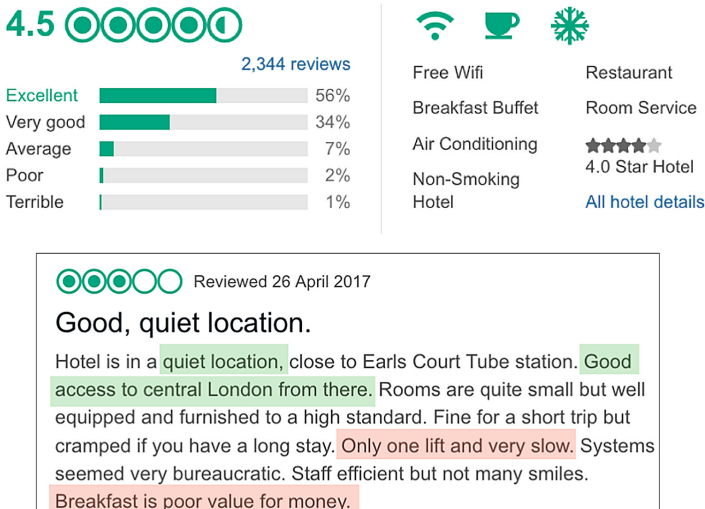 4.5
2,344 reviews
Excellent 56%
Very good 34%
Average 7%
Poor 2%
Terrible 1%
Free Wifi
Breakfast Buffet
Air Conditioning
Non-Smoking
Hotel
Restaurant
Room Service
4.0 Star Hotel
All hotel details
Reviewed 26 April 2017
Good, quiet location.
Hotel is in a quiet location, close to Earls Court Tube station. Good
access to central London from there. Rooms are quite small but well
equipped and furnished to a high standard. Fine for a short trip but
cramped if you have a long stay. Only one lift and very slow. Systems
seemed very bureaucratic. Staff efficient but not many smiles.
Breakfast is poor value for money.